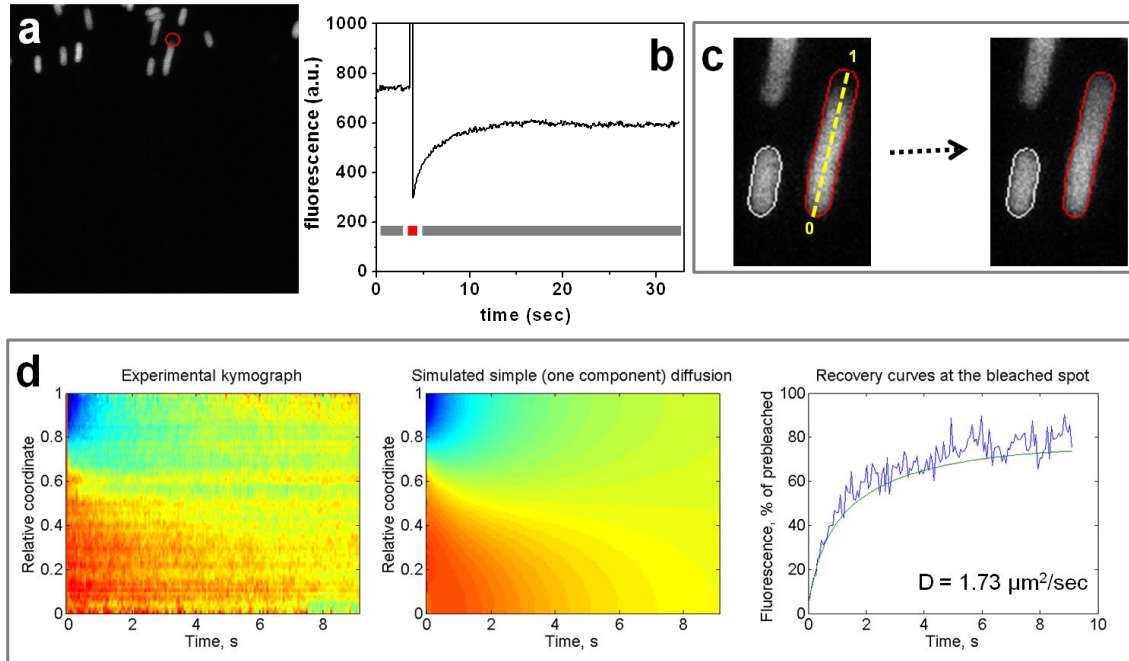 a
b
1000
800
600
400
200
0
fluorescence (a.u.)
0 10 20 30
time (sec)
c
1
0
d
Experimental kymograph
1
0.8
0.6
0.4
0.2
0
Relative coordinate
0 2 4 6 8
Time, s
Simulated simple (one component) diffusion
1
0.8
0.6
0.4
0.2
0
Relative coordinate
0 2 4 6 8
Time, s
Recovery curves at the bleached spot
100
80
60
40
20
0
Fluorescence, % of prebleached
D = 1.73 µm²/sec
0 2 4 6 8 10
Time, s